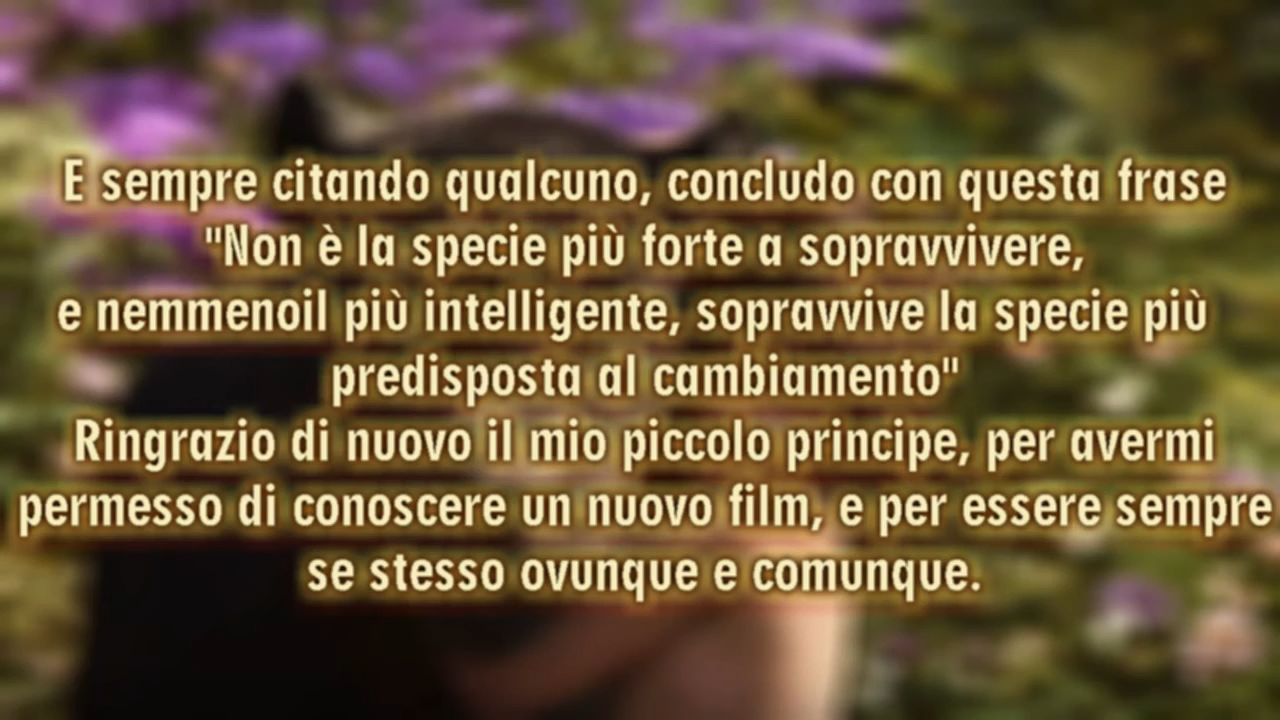 E sempre citando qualcuno, concludo con questa frase
"Non è la specie più forte a sopravvivere,
e nemmenoil più intelligente, sopravvive la specie più
predisposta al cambiamento"
Ringrazio di nuovo il mio piccolo principe, per avermi
permesso di conoscere un nuovo film, e per essere sempre
se stesso ovunque e comunque.